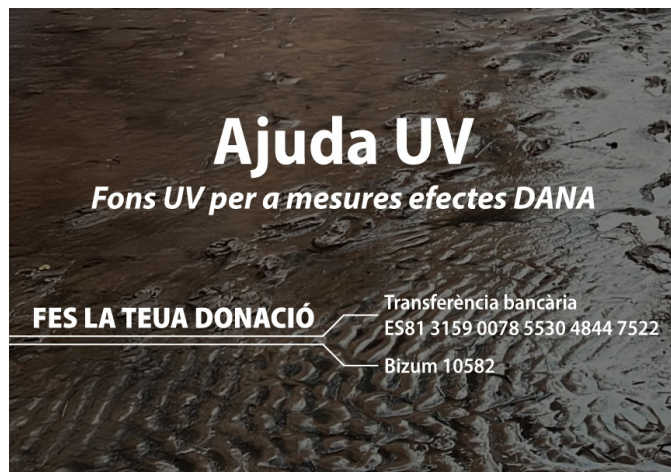 Ajuda UV
Fons UV per a mesures efectes DANA
FES LA TEUA DONACIÓ
Transferència bancària
ES81 3159 0078 5530 4844 7522
Bizum 10582